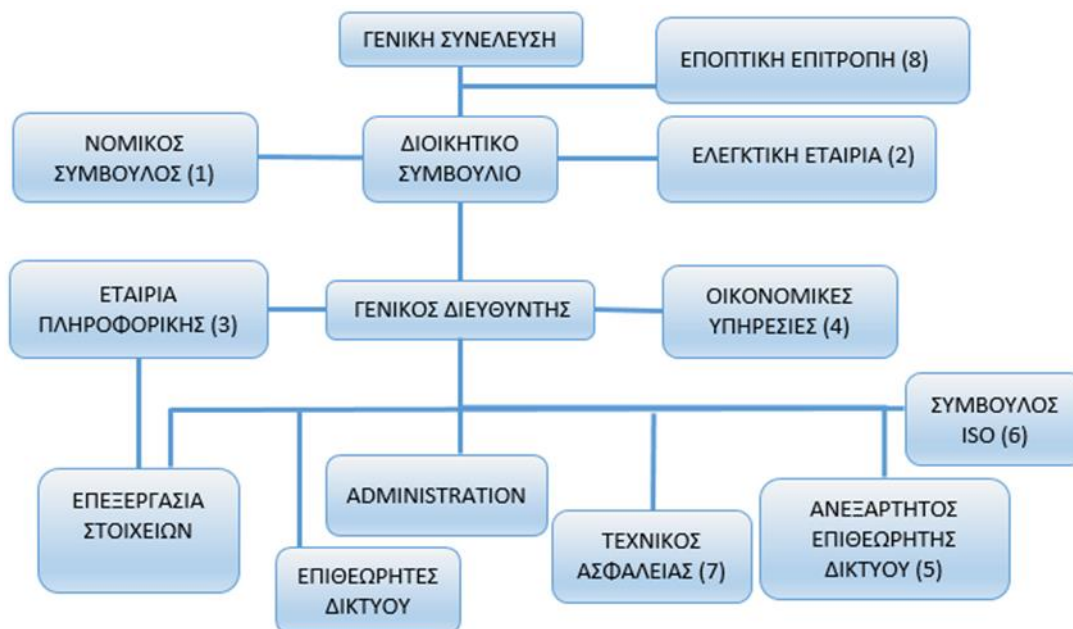 ΓΕΝΙΚΗ ΣΥΝΕΛΕΥΣΗ
ΕΠΟΠΤΙΚΗ ΕΠΙΤΡΟΠΗ (8)
ΝΟΜΙΚΟΣ
ΣΥΜΒΟΥΛΟΣ (1)
ΔΙΟΙΚΗΤΙΚΟ
ΣΥΜΒΟΥΛΙΟ
ΕΛΕΓΚΤΙΚΗ ΕΤΑΙΡΙΑ (2)
ΕΤΑΙΡΙΑ
ΠΛΗΡΟΦΟΡΙΚΗΣ (3)
ΓΕΝΙΚΟΣ ΔΙΕΥΘΥΝΤΗΣ
ΟΙΚΟΝΟΜΙΚΕΣ
ΥΠΗΡΕΣΙΕΣ (4)
ΣΥΜΒΟΥΛΟΣ
ISO (6)
ΕΠΕΞΕΡΓΑΣΙΑ
ΣΤΟΙΧΕΙΩΝ
ΕΠΙΘΕΩΡΗΤΕΣ
ΔΙΚΤΥΟΥ
ADMINISTRATION
ΤΕΧΝΙΚΟΣ
ΑΣΦΑΛΕΙΑΣ (7)
ΑΝΕΞΑΡΤΗΤΟΣ
ΕΠΙΘΕΩΡΗΤΗΣ
ΔΙΚΤΥΟΥ (5)